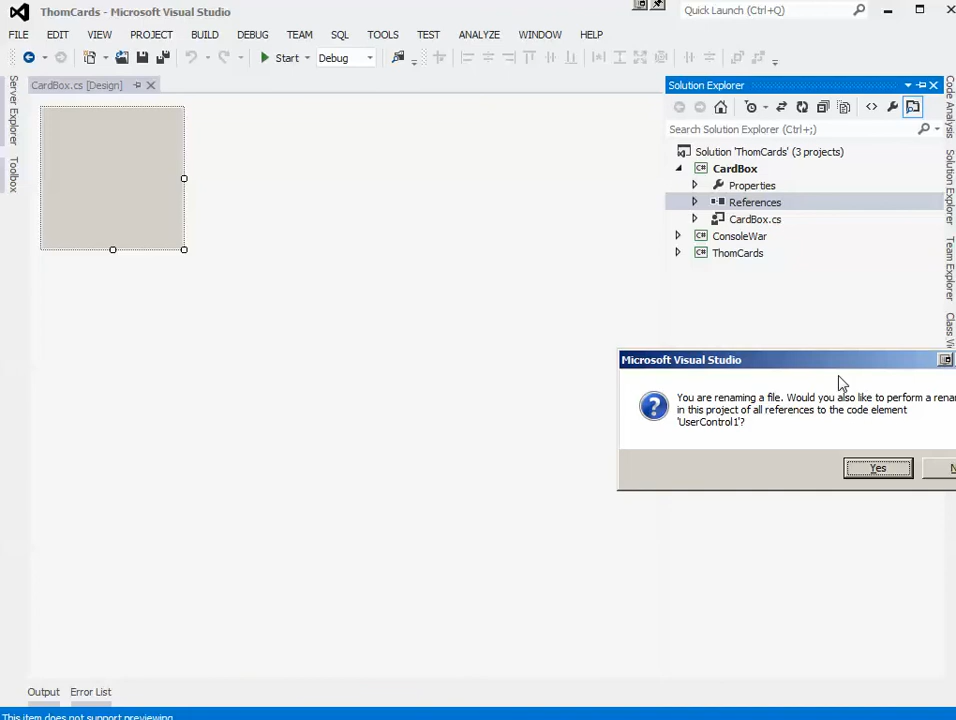 ThomCards - Microsoft Visual Studio
Quick Launch (Ctrl+Q)
FILE EDIT VIEW PROJECT BUILD DEBUG TEAM SQL TOOLS TEST ANALYZE WINDOW HELP
Start Debug
Server Explorer
Toolbox
CardBox.cs [Design]
Solution Explorer
Search Solution Explorer (Ctrl+;)
Solution 'ThomCards' (3 projects)
C# CardBox
Properties
References
CardBox.cs
C# ConsoleWar
C# ThomCards
Code Analysis
Solution Explorer
Team Explorer
Class Vi
Microsoft Visual Studio
You are renaming a file. Would you also like to perform a rena
in this project of all references to the code element
'UserControl1'?
Yes
N
Output Error List
This item does not support previewing